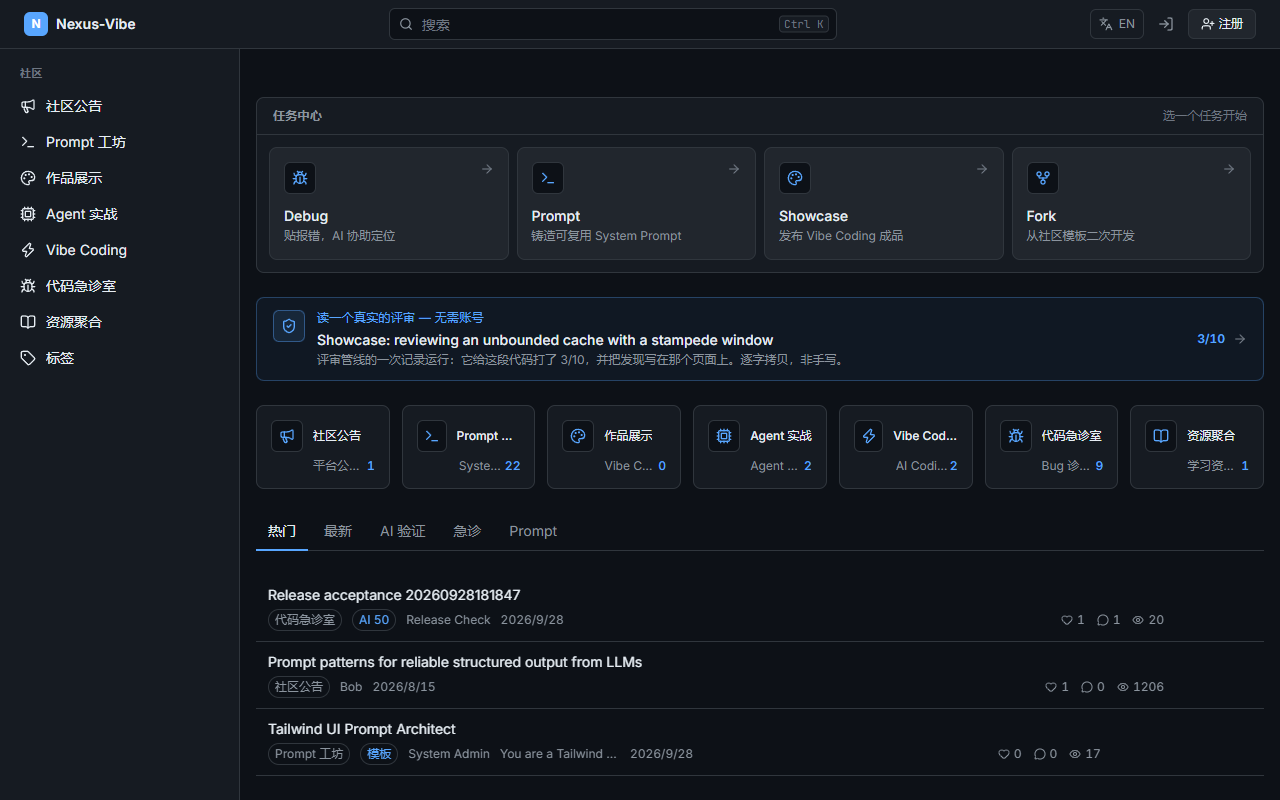 N Nexus-Vibe
搜索
Ctrl K
EN
注册
社区
社区公告
Prompt 工坊
作品展示
Agent 实战
Vibe Coding
代码急诊室
资源聚合
标签
任务中心
选一个任务开始
Debug
贴报错，AI 协助定位
Prompt
铸造可复用 System Prompt
Showcase
发布 Vibe Coding 成品
Fork
从社区模板二次开发
读一个真实的评审 — 无需账号
Showcase: reviewing an unbounded cache with a stampede window
评审管线的一次记录运行：它给这段代码打了 3/10，并把发现写在那个页面上。逐字拷贝，非手写。
3/10
社区公告
平台公... 1
Prompt ...
Syste... 22
作品展示
Vibe C... 0
Agent 实战
Agent ... 2
Vibe Cod...
AI Codi... 2
代码急诊室
Bug 诊... 9
资源聚合
学习资... 1
热门 最新 AI 验证 急诊 Prompt
Release acceptance 20260928181847
代码急诊室 AI 50 Release Check 2026/9/28 1 1 20
Prompt patterns for reliable structured output from LLMs
社区公告 Bob 2026/8/15 1 0 1206
Tailwind UI Prompt Architect
Prompt 工坊 模板 System Admin You are a Tailwind ... 2026/9/28 0 0 17